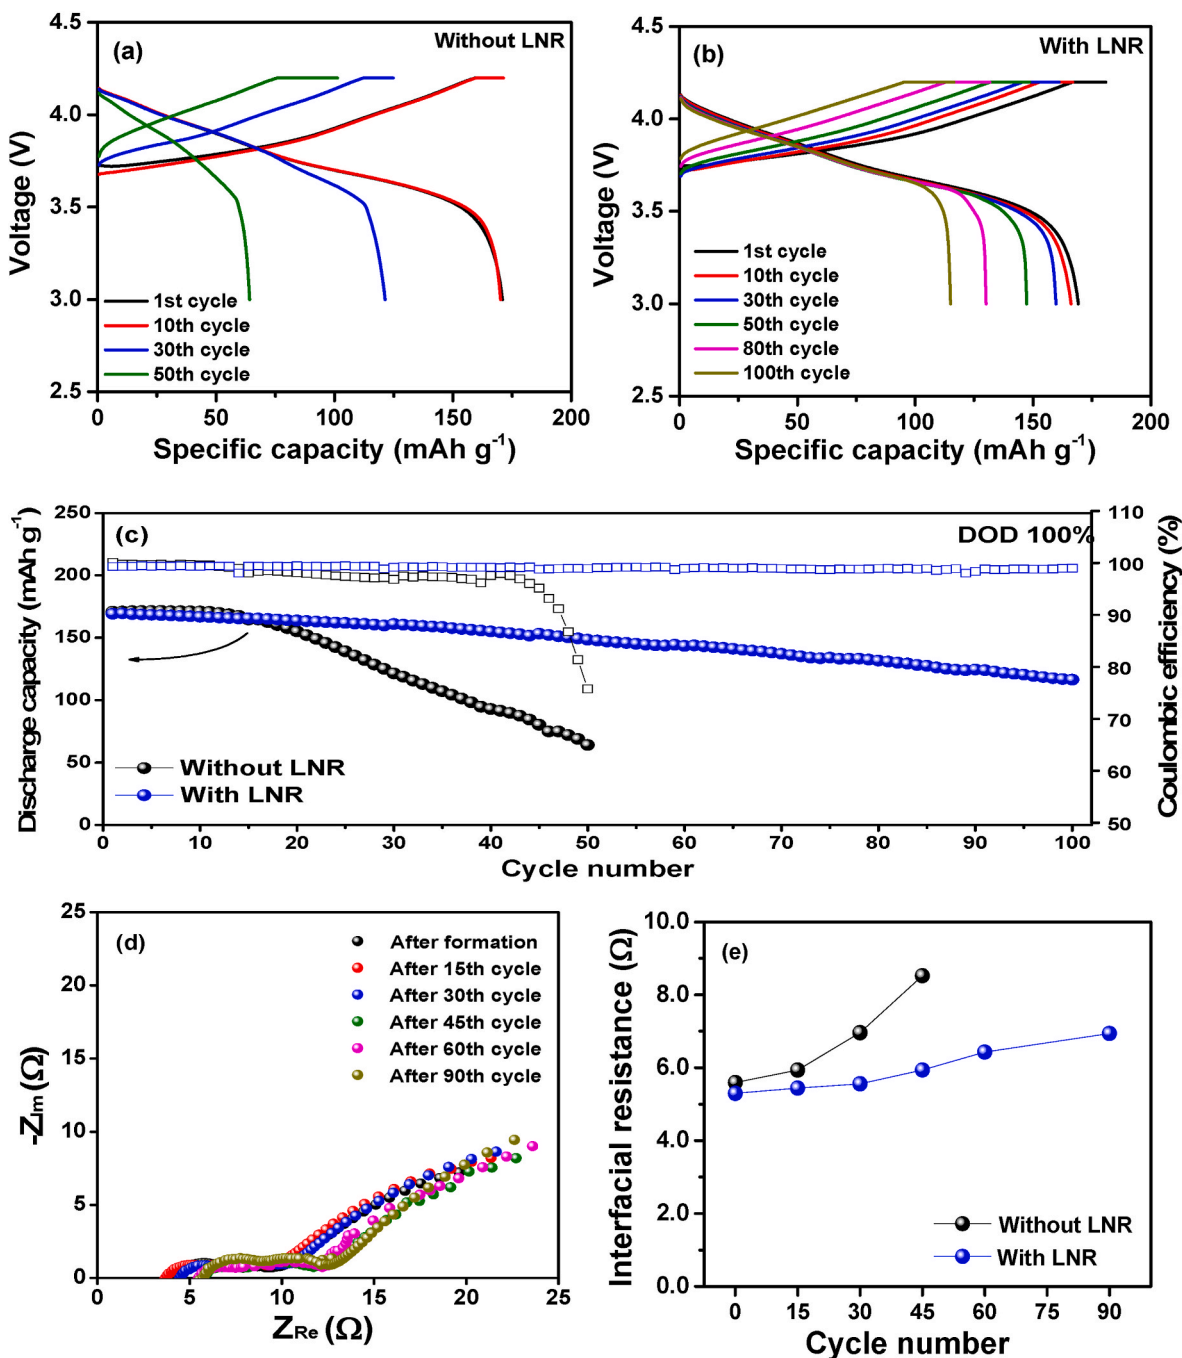 (a)
Without LNR
4.5
4.0
3.5
3.0
2.5
Voltage (V)
1st cycle
10th cycle
30th cycle
50th cycle
0 50 100 150 200
Specific capacity (mAh g⁻¹)
(b)
With LNR
4.5
4.0
3.5
3.0
2.5
Voltage (V)
1st cycle
10th cycle
30th cycle
50th cycle
80th cycle
100th cycle
0 50 100 150 200
Specific capacity (mAh g⁻¹)
(c)
DOD 100%
250
200
150
100
50
0
Discharge capacity (mAh g⁻¹)
110
100
90
80
70
60
50
Coulombic efficiency (%)
Without LNR
With LNR
0 10 20 30 40 50 60 70 80 90 100
Cycle number
(d)
25
20
15
10
5
0
-Z_Im (Ω)
After formation
After 15th cycle
After 30th cycle
After 45th cycle
After 60th cycle
After 90th cycle
0 5 10 15 20 25
Z_Re (Ω)
(e)
10.0
8.0
6.0
4.0
2.0
0.0
Interfacial resistance (Ω)
Without LNR
With LNR
0 15 30 45 60 75 90
Cycle number